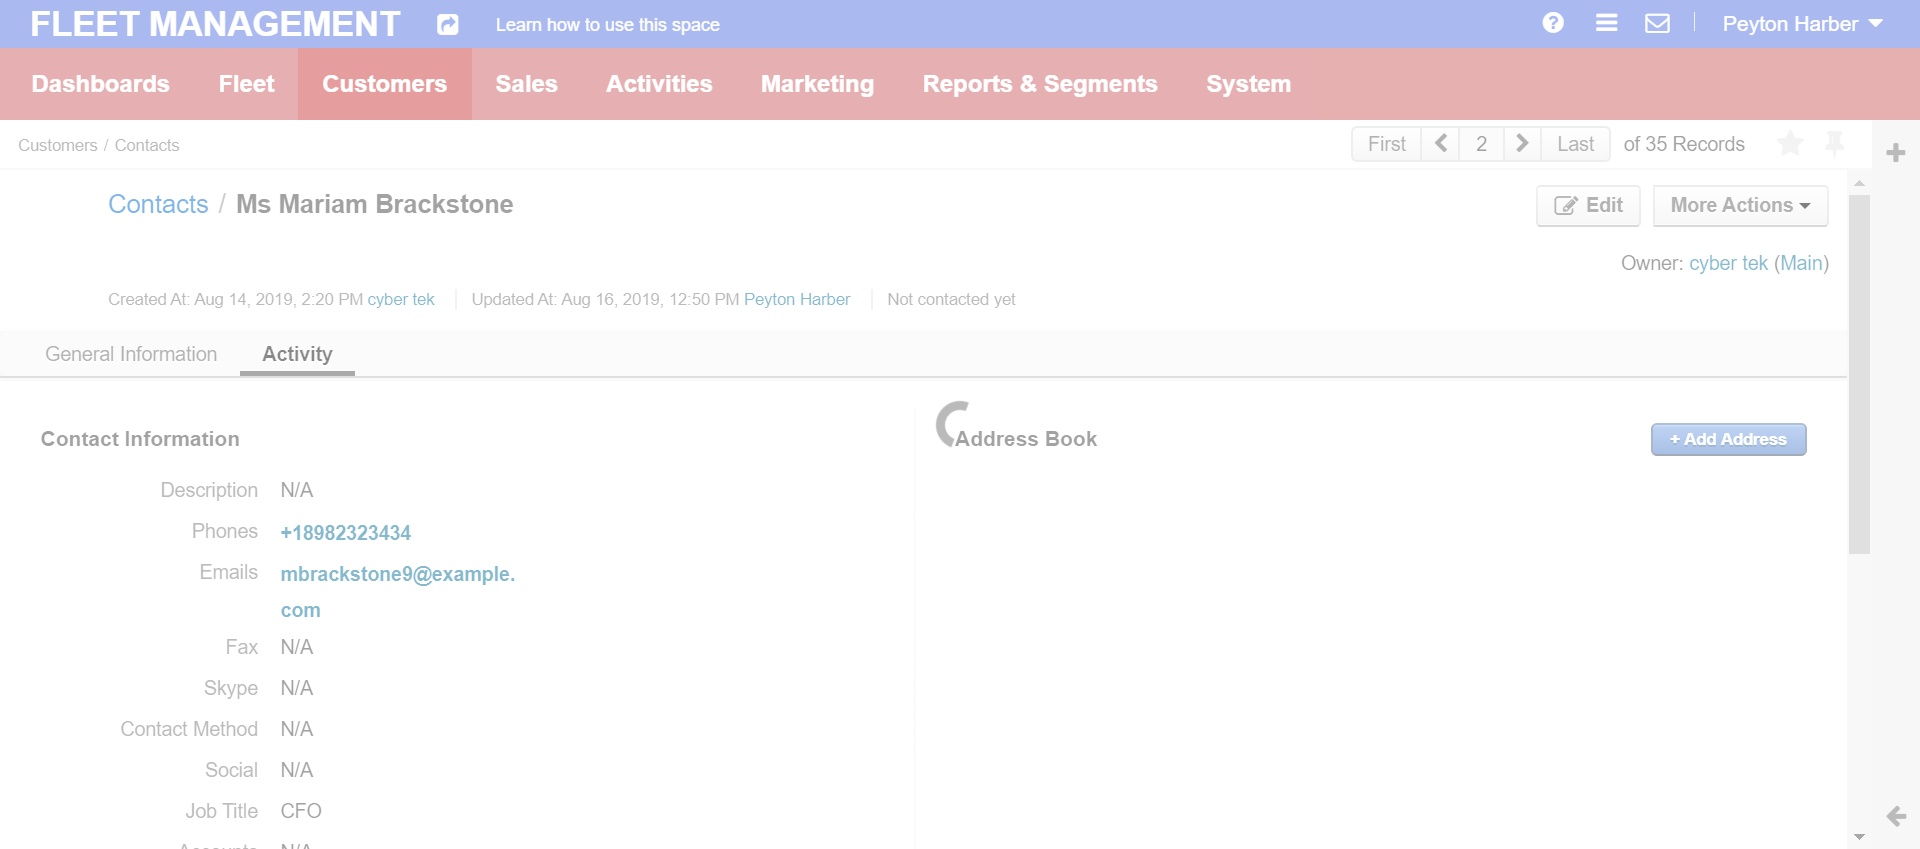 FLEET MANAGEMENT Learn how to use this space Peyton Harber
Dashboards Fleet Customers Sales Activities Marketing Reports & Segments System
Customers / Contacts First 2 Last of 35 Records
Contacts / Ms Mariam Brackstone Edit More Actions
Owner: cyber tek (Main)
Created At: Aug 14, 2019, 2:20 PM cyber tek Updated At: Aug 16, 2019, 12:50 PM Peyton Harber Not contacted yet
General Information Activity
Contact Information
Description N/A
Phones +18982323434
Emails mbrackstone9@example.
com
Fax N/A
Skype N/A
Contact Method N/A
Social N/A
Job Title CFO
Accounts N/A
Address Book + Add Address